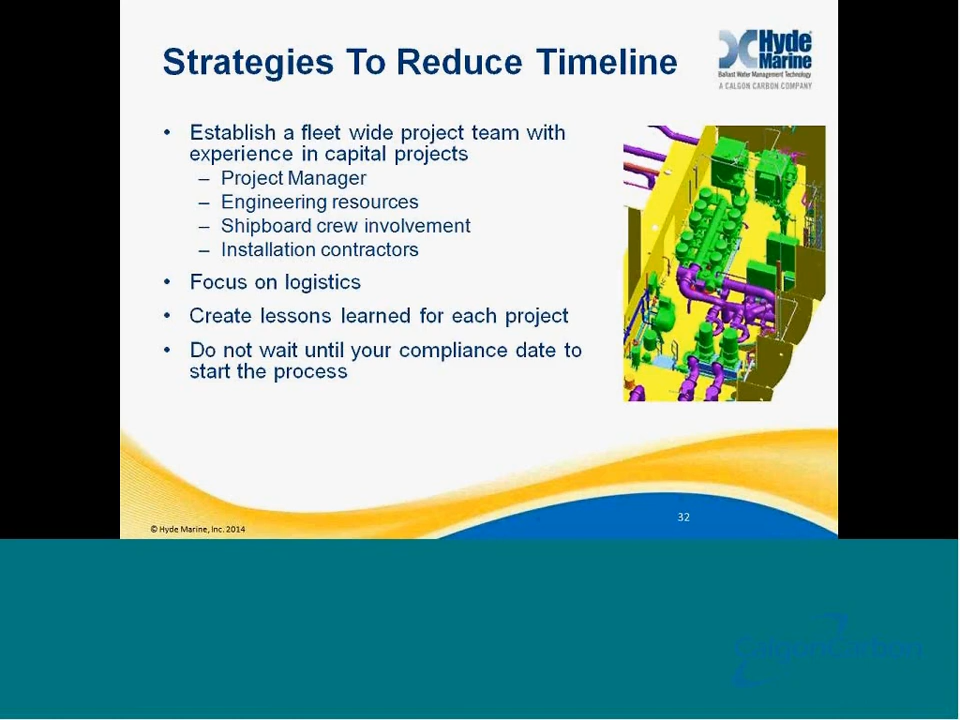 Strategies To Reduce Timeline
Hyde
Marine
Ballast Water Management Technology
A CALGON CARBON COMPANY
• Establish a fleet wide project team with
experience in capital projects
– Project Manager
– Engineering resources
– Shipboard crew involvement
– Installation contractors
• Focus on logistics
• Create lessons learned for each project
• Do not wait until your compliance date to
start the process
32
© Hyde Marine, Inc. 2014
CalgonCarbon